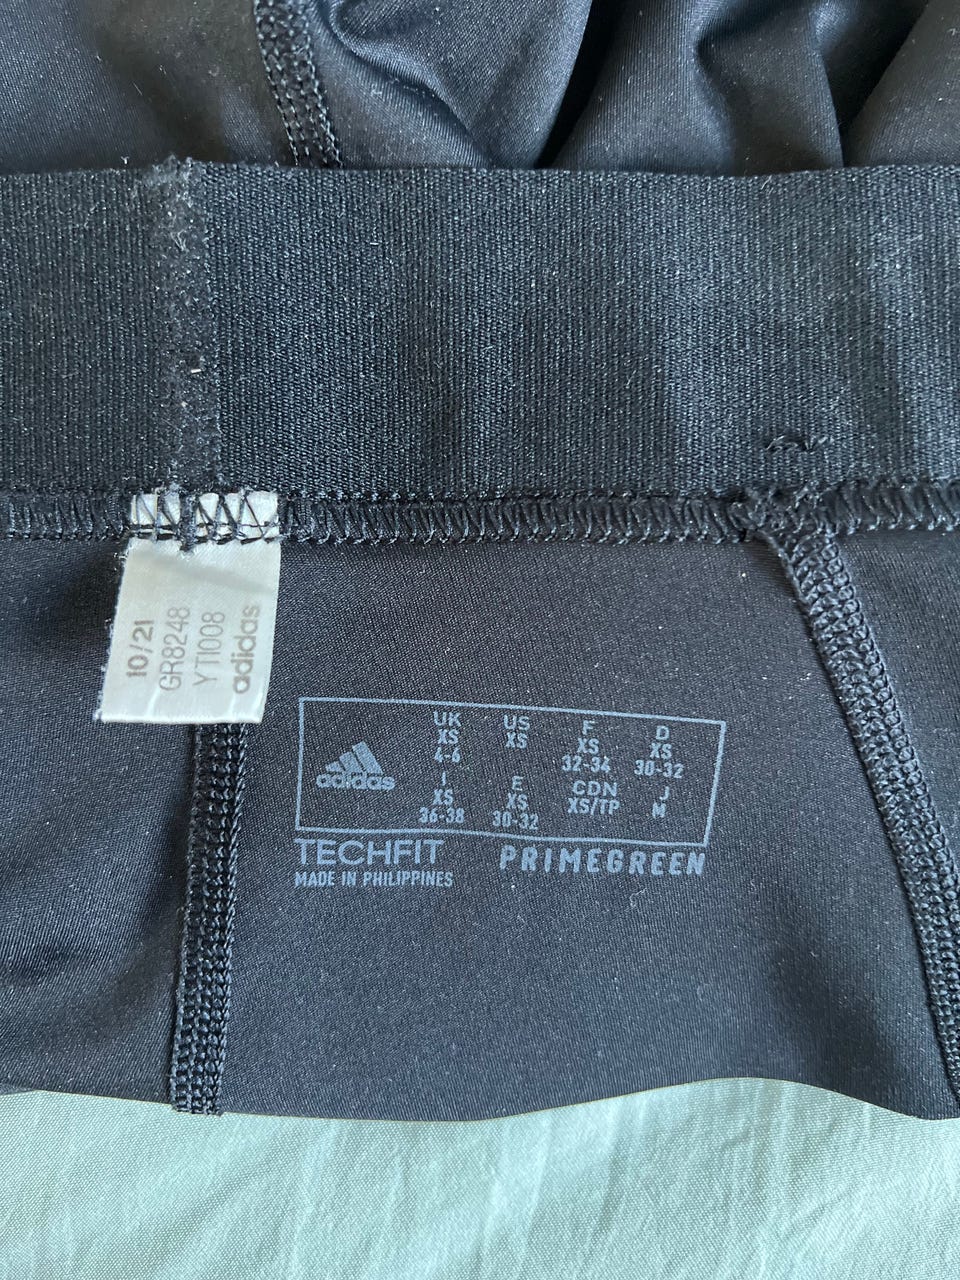 10/21
GR8248
YT1008
adidas
adidas
UK US F D
XS XS XS XS
4-6 32-34 30-32
I E CDN J
XS XS XS/TP M
36-38 30-32
TECHFIT PRIMEGREEN
MADE IN PHILIPPINES